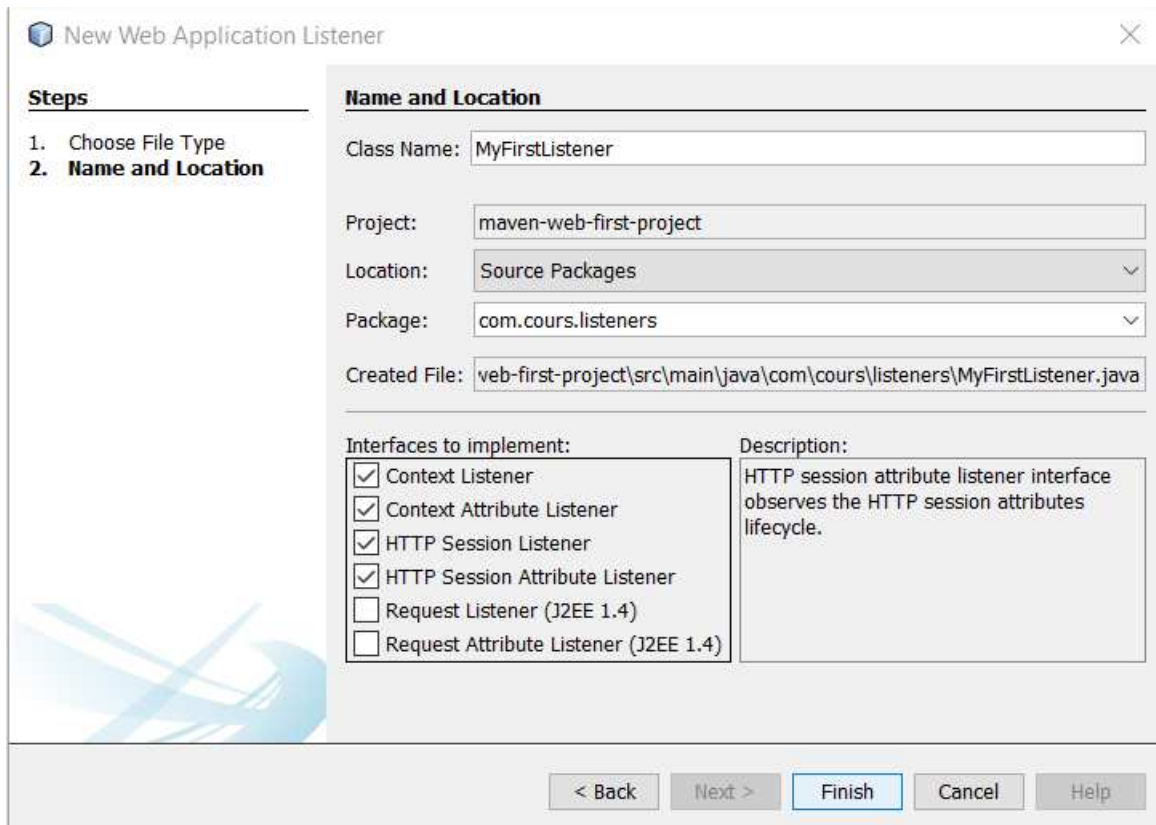 New Web Application Listener
Steps
1. Choose File Type
2. Name and Location
Name and Location
Class Name: MyFirstListener
Project: maven-web-first-project
Location: Source Packages
Package: com.cours.listeners
Created File: web-first-project\src\main\java\com\cours\listeners\MyFirstListener.java
Interfaces to implement:
Context Listener
Context Attribute Listener
HTTP Session Listener
HTTP Session Attribute Listener
Request Listener (J2EE 1.4)
Request Attribute Listener (J2EE 1.4)
Description:
HTTP session attribute listener interface
observes the HTTP session attributes
lifecycle.
< Back Next > Finish Cancel Help